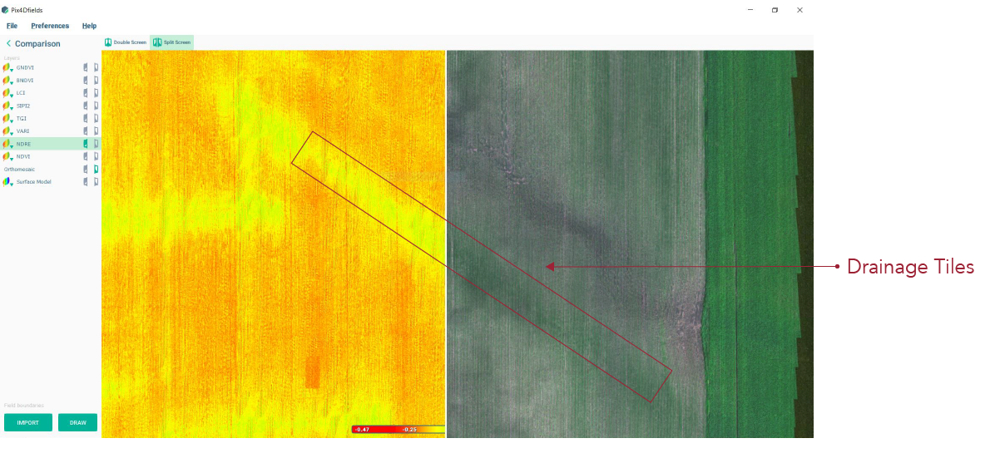 Pix4Dfields
File Preferences Help
Comparison
Double Screen Split Screen
Layers
GNDVI
BNDVI
LCI
SIPI2
TGI
VARI
NDRE
NDVI
Orthomosaic
Surface Model
Drainage Tiles
Field boundaries
IMPORT DRAW
-0.47 -0.25